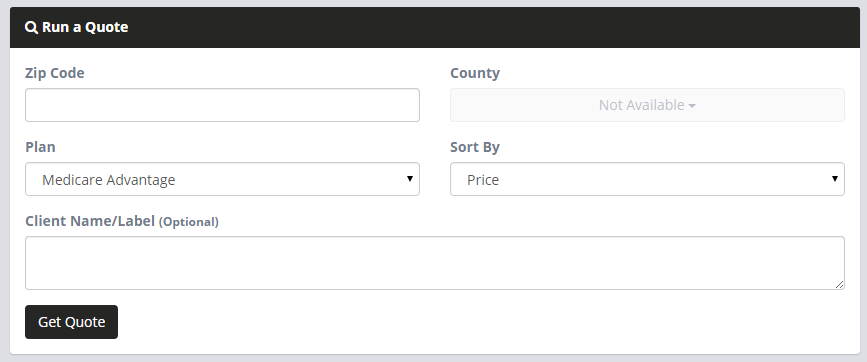 Run a Quote
Zip Code
County
Not Available
Plan
Sort By
Medicare Advantage
Price
Client Name/Label (Optional)
Get Quote